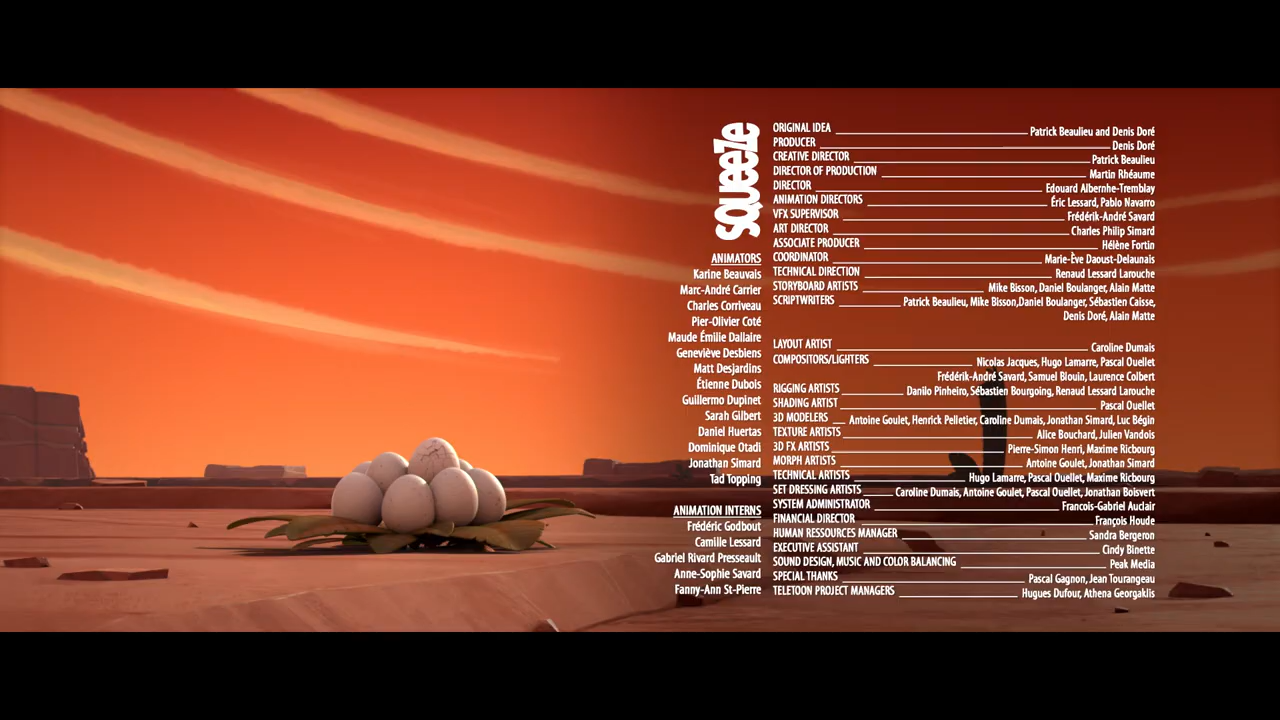 squeeze
ANIMATORS
Karine Beauvais
Marc-André Carrier
Charles Corriveau
Pier-Olivier Coté
Maude Émilie Dallaire
Geneviève Desbiens
Matt Desjardins
Étienne Dubois
Guillermo Dupinet
Sarah Gilbert
Daniel Huertas
Dominique Otadi
Jonathan Simard
Tad Topping
ANIMATION INTERNS
Frédéric Godbout
Camille Lessard
Gabriel Rivard Presseault
Anne-Sophie Savard
Fanny-Ann St-Pierre
ORIGINAL IDEA Patrick Beaulieu and Denis Doré
PRODUCER Denis Doré
CREATIVE DIRECTOR Patrick Beaulieu
DIRECTOR OF PRODUCTION Martin Rhéaume
DIRECTOR Edouard Albernhe-Tremblay
ANIMATION DIRECTORS Éric Lessard, Pablo Navarro
VFX SUPERVISOR Frédérik-André Savard
ART DIRECTOR Charles Philip Simard
ASSOCIATE PRODUCER Hélène Fortin
COORDINATOR Marie-Ève Daoust-Delaunais
TECHNICAL DIRECTION Renaud Lessard Larouche
STORYBOARD ARTISTS Mike Bisson, Daniel Boulanger, Alain Matte
SCRIPTWRITERS Patrick Beaulieu, Mike Bisson,Daniel Boulanger, Sébastien Caisse,
Denis Doré, Alain Matte
LAYOUT ARTIST Caroline Dumais
COMPOSITORS/LIGHTERS Nicolas Jacques, Hugo Lamarre, Pascal Ouellet
Frédérik-André Savard, Samuel Blouin, Laurence Colbert
RIGGING ARTISTS Danilo Pinheiro, Sébastien Bourgoing, Renaud Lessard Larouche
SHADING ARTIST Pascal Ouellet
3D MODELERS Antoine Goulet, Henrick Pelletier, Caroline Dumais, Jonathan Simard, Luc Bégin
TEXTURE ARTISTS Alice Bouchard, Julien Vandois
3D FX ARTISTS Pierre-Simon Henri, Maxime Ricbourg
MORPH ARTISTS Antoine Goulet, Jonathan Simard
TECHNICAL ARTISTS Hugo Lamarre, Pascal Ouellet, Maxime Ricbourg
SET DRESSING ARTISTS Caroline Dumais, Antoine Goulet, Pascal Ouellet, Jonathan Boisvert
SYSTEM ADMINISTRATOR Francois-Gabriel Auclair
FINANCIAL DIRECTOR François Houde
HUMAN RESSOURCES MANAGER Sandra Bergeron
EXECUTIVE ASSISTANT Cindy Binette
SOUND DESIGN, MUSIC AND COLOR BALANCING Peak Media
SPECIAL THANKS Pascal Gagnon, Jean Tourangeau
TELETOON PROJECT MANAGERS Hugues Dufour, Athena Georgaklis